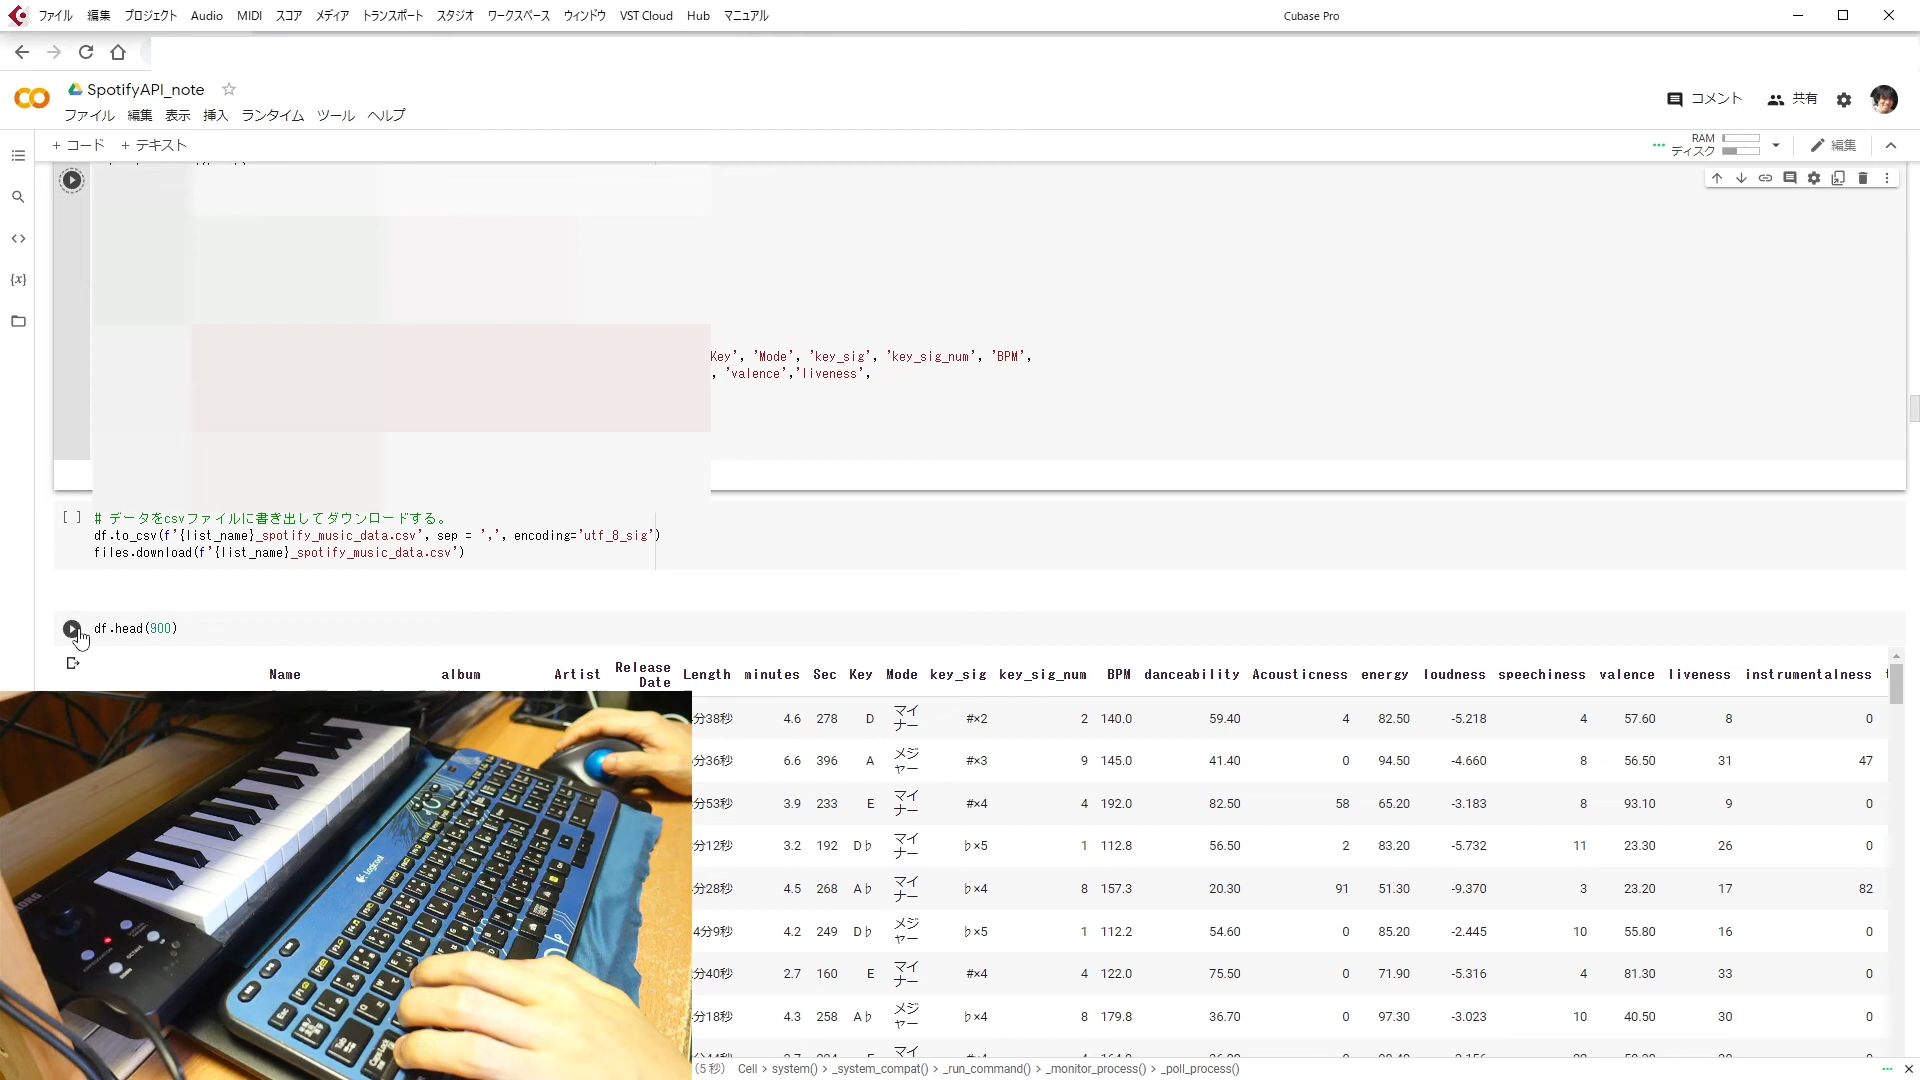 ファイル 編集 プロジェクト Audio MIDI スコア メディア トランスポート スタジオ ワークスペース ウィンドウ VST Cloud Hub マニュアル Cubase Pro
SpotifyAPI_note
コメント 共有
ファイル 編集 表示 挿入 ランタイム ツール ヘルプ
+ コード + テキスト
RAM
ディスク
編集
Key', 'Mode', 'key_sig', 'key_sig_num', 'BPM',
, 'valence','liveness',
[ ] # データをcsvファイルに書き出してダウンロードする。
df.to_csv(f'{list_name}_spotify_music_data.csv', sep = ',', encoding='utf_8_sig')
files.download(f'{list_name}_spotify_music_data.csv')
df.head(900)
Name album Artist Release Date Length minutes Sec Key Mode key_sig key_sig_num BPM danceability Acousticness energy loudness speechiness valence liveness instrumentalness
分38秒 4.6 278 D マイナー #×2 2 140.0 59.40 4 82.50 -5.218 4 57.60 8 0
分36秒 6.6 396 A メジャー #×3 9 145.0 41.40 0 94.50 -4.660 8 56.50 31 47
分53秒 3.9 233 E マイナー #×4 4 192.0 82.50 58 65.20 -3.183 8 93.10 9 0
分12秒 3.2 192 D♭ マイナー ♭×5 1 112.8 56.50 2 83.20 -5.732 11 23.30 26 0
分28秒 4.5 268 A♭ マイナー ♭×4 8 157.3 20.30 91 51.30 -9.370 3 23.20 17 82
4分9秒 4.2 249 D♭ メジャー ♭×5 1 112.2 54.60 0 85.20 -2.445 10 55.80 16 0
分40秒 2.7 160 E マイナー #×4 4 122.0 75.50 0 71.90 -5.316 4 81.30 33 0
分18秒 4.3 258 A♭ メジャー ♭×4 8 179.8 36.70 0 97.30 -3.023 10 40.50 30 0
マイ
(5 秒) Cell > system() > _system_compat() > _run_command() > _monitor_process() > _poll_process()
KORG
Logicool